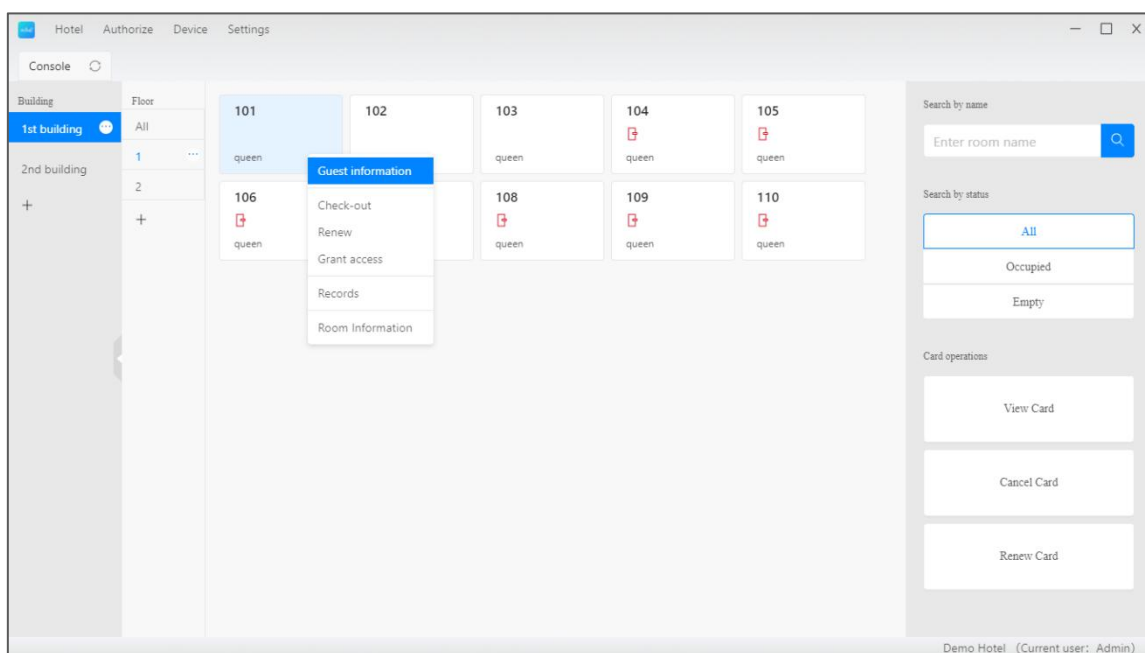 Hotel Authorize Device Settings
Console
Building
1st building
2nd building
+
Floor
All
1
2
+
101
queen
102
103
queen
104
queen
105
queen
106
queen
108
queen
109
queen
110
queen
Guest information
Check-out
Renew
Grant access
Records
Room Information
Search by name
Enter room name
Search by status
All
Occupied
Empty
Card operations
View Card
Cancel Card
Renew Card
Demo Hotel (Current user: Admin)